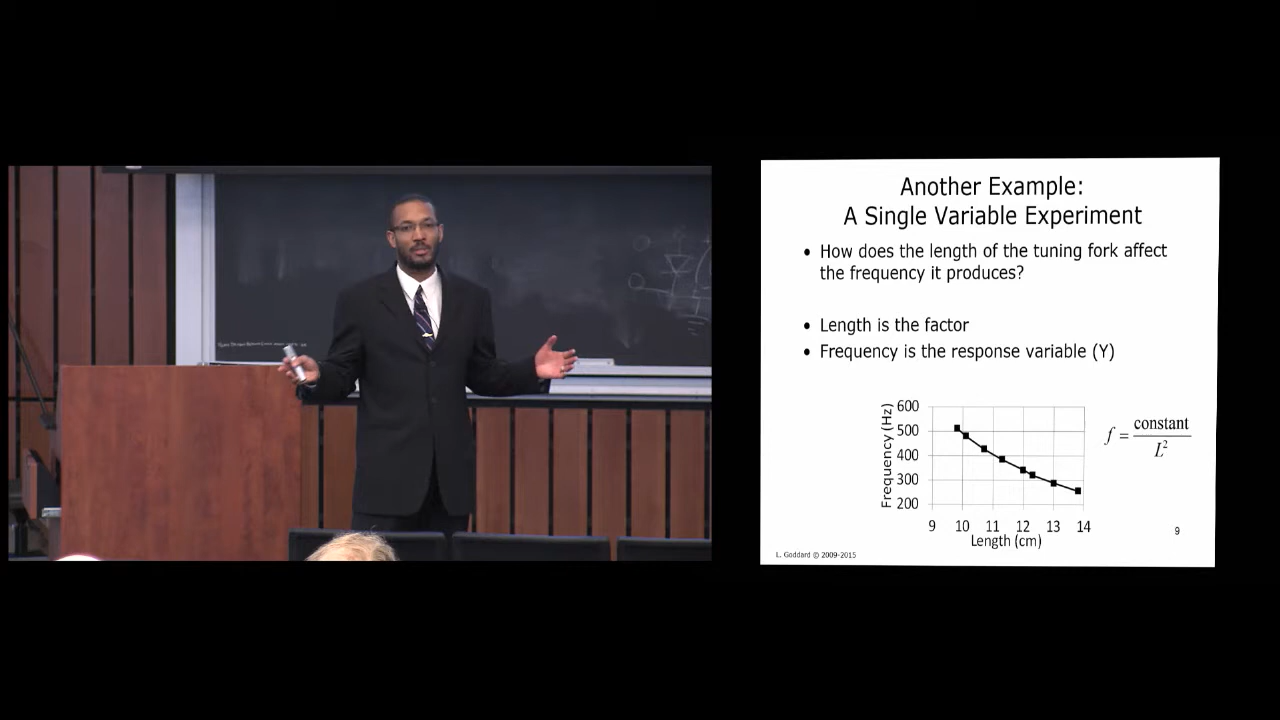 Another Example:
A Single Variable Experiment
• How does the length of the tuning fork affect
the frequency it produces?
• Length is the factor
• Frequency is the response variable (Y)
Frequency (Hz)
600
500
400
300
200
9 10 11 12 13 14
Length (cm)
f = constant / L²
9
L. Goddard © 2009-2015